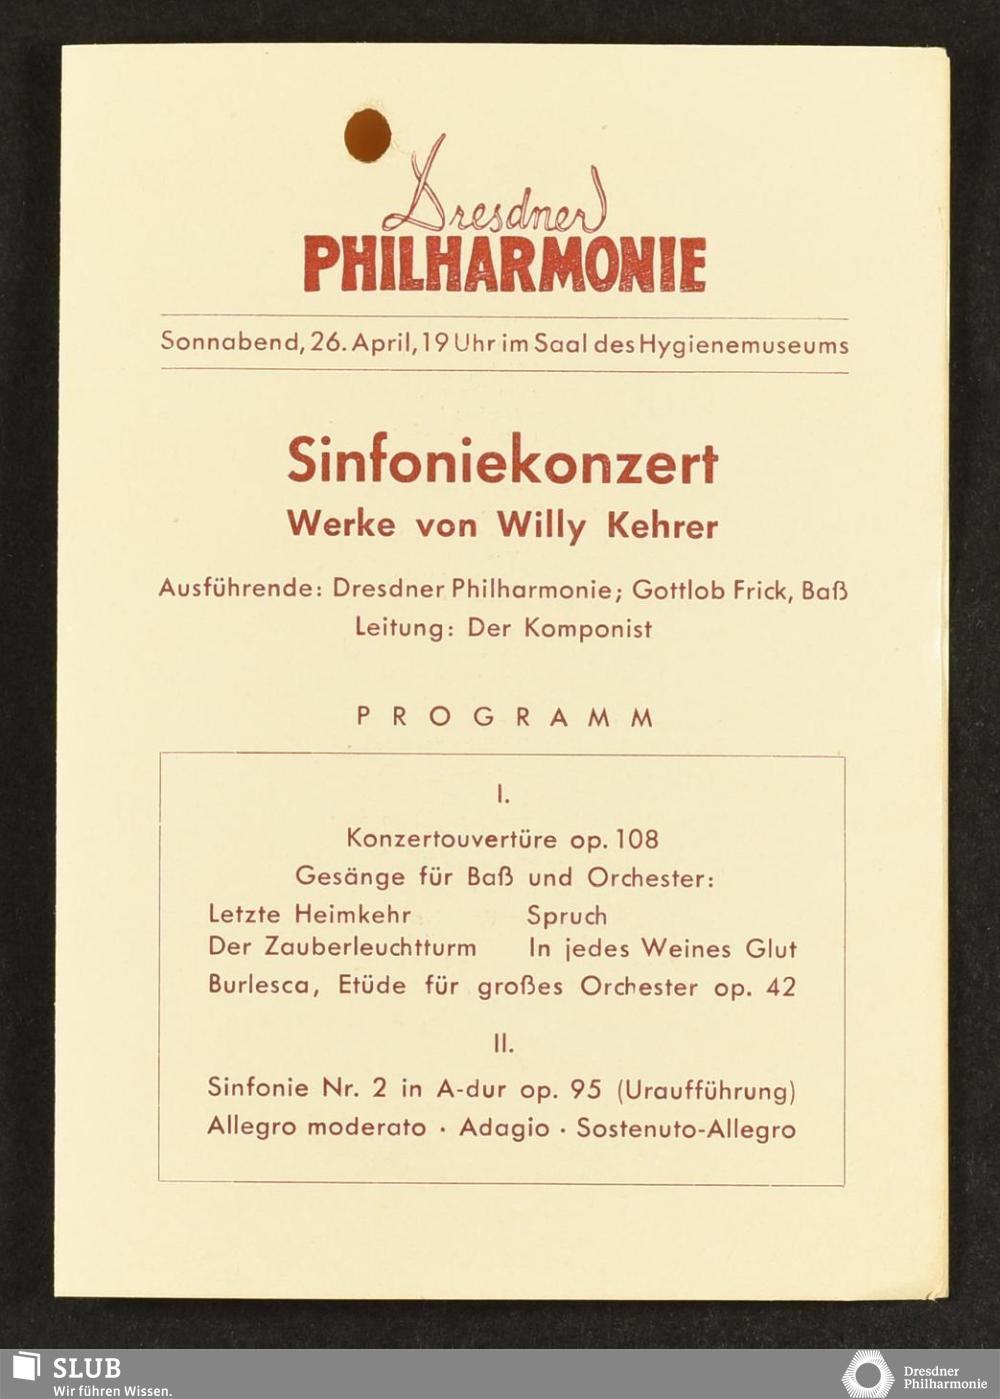 Dresdner
PHILHARMONIE
Sonnabend, 26. April, 19 Uhr im Saal des Hygienemuseums
Sinfoniekonzert
Werke von Willy Kehrer
Ausführende: Dresdner Philharmonie; Gottlob Frick, Baß
Leitung: Der Komponist
PROGRAMM
I.
Konzertouvertüre op. 108
Gesänge für Baß und Orchester:
Letzte Heimkehr Spruch
Der Zauberleuchtturm In jedes Weines Glut
Burlesca, Etüde für großes Orchester op. 42
II.
Sinfonie Nr. 2 in A-dur op. 95 (Uraufführung)
Allegro moderato · Adagio · Sostenuto-Allegro
SLUB
Wir führen Wissen.
Dresdner
Philharmonie